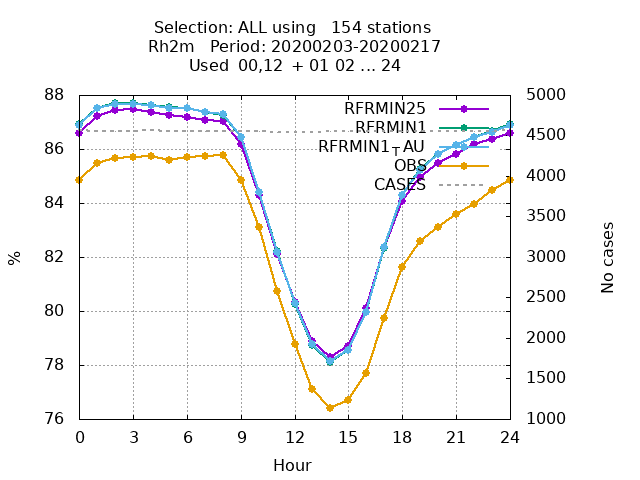 Selection: ALL using 154 stations
Rh2m Period: 20200203-20200217
Used 00,12 + 01 02 ... 24
88 5000
RFRMIN25
RFRMIN1 4500
86 RFRMIN1┬AU
OBS 4000
CASES
84 3500
% 82 3000 No cases
80 2500
2000
78 1500
76 1000
0 3 6 9 12 15 18 21 24
Hour